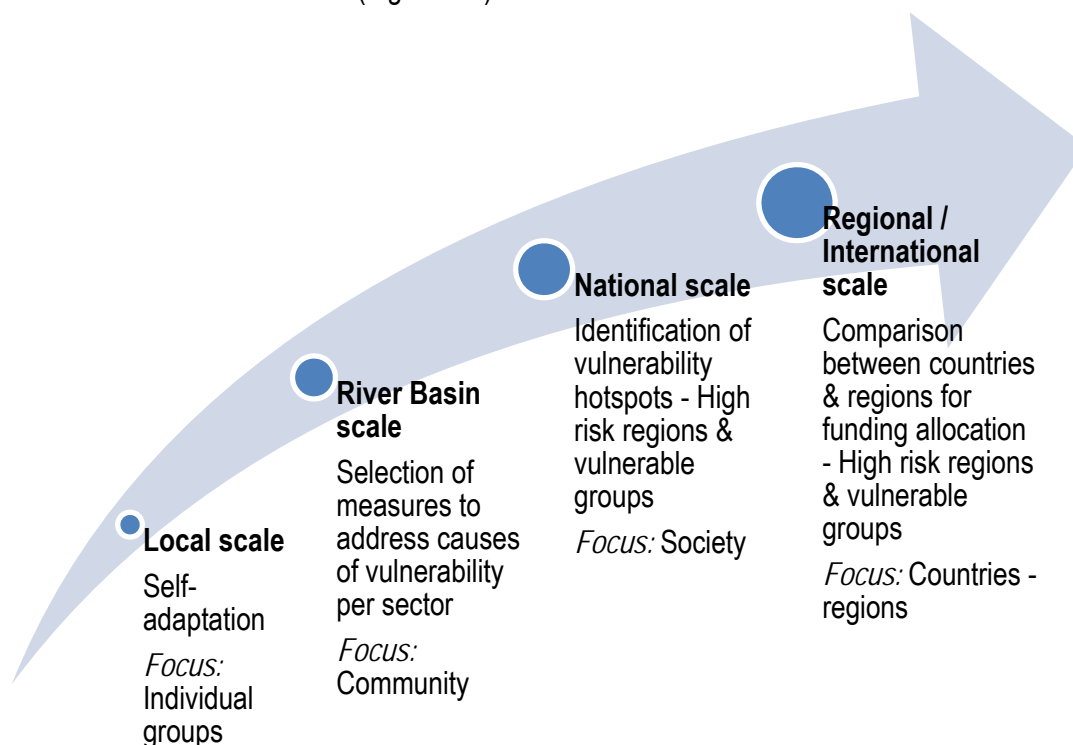 Local scale
Self-
adaptation
Focus:
Individual
groups
River Basin
scale
Selection of
measures to
address causes
of vulnerability
per sector
Focus:
Community
National scale
Identification of
vulnerability
hotspots - High
risk regions &
vulnerable
groups
Focus: Society
Regional /
International
scale
Comparison
between countries
& regions for
funding allocation
- High risk regions
& vulnerable
groups
Focus: Countries -
regions